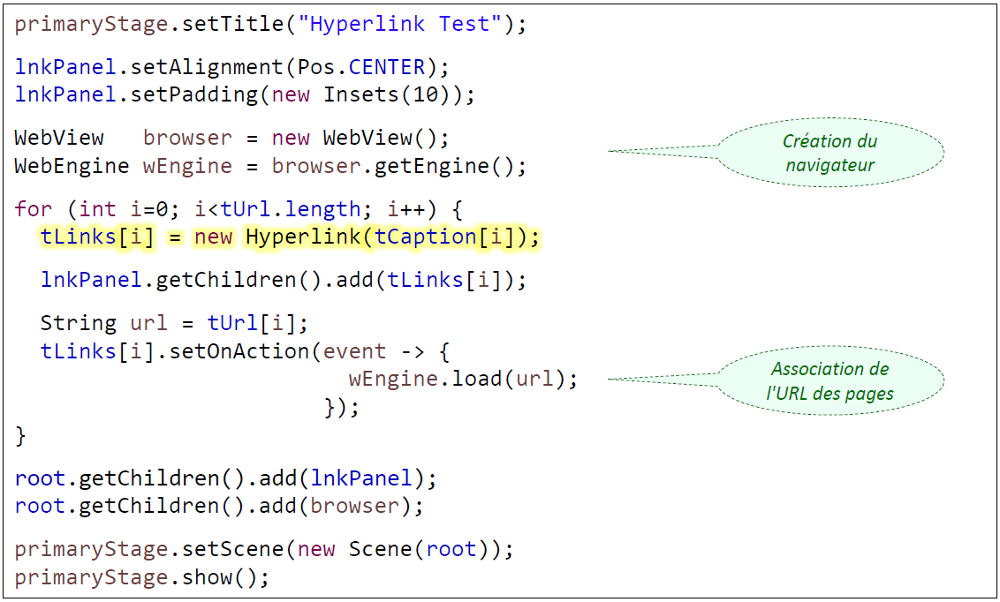 primaryStage.setTitle("Hyperlink Test");
lnkPanel.setAlignment(Pos.CENTER);
lnkPanel.setPadding(new Insets(10));
WebView   browser = new WebView();
WebEngine wEngine = browser.getEngine();
Création du
navigateur
for (int i=0; i<tUrl.length; i++) {
  tLinks[i] = new Hyperlink(tCaption[i]);
  lnkPanel.getChildren().add(tLinks[i]);
  String url = tUrl[i];
  tLinks[i].setOnAction(event -> {
                          wEngine.load(url);
                        });
Association de
l'URL des pages
}
root.getChildren().add(lnkPanel);
root.getChildren().add(browser);
primaryStage.setScene(new Scene(root));
primaryStage.show();